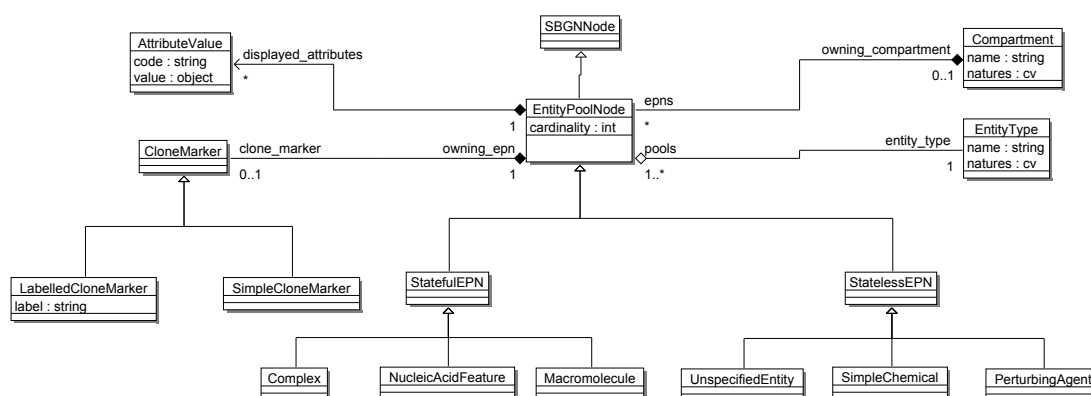 SBGNNode
AttributeValue
code : string
value : object
displayed_attributes
*
owning_compartment
0..1
Compartment
name : string
natures : cv
EntityPoolNode
cardinality : int
1
epns
*
EntityType
name : string
natures : cv
CloneMarker
clone_marker
0..1
owning_epn
1
pools
1..*
entity_type
1
LabelledCloneMarker
label : string
SimpleCloneMarker
StatefulEPN
StatelessEPN
Complex
NucleicAcidFeature
Macromolecule
UnspecifiedEntity
SimpleChemical
PerturbingAgent